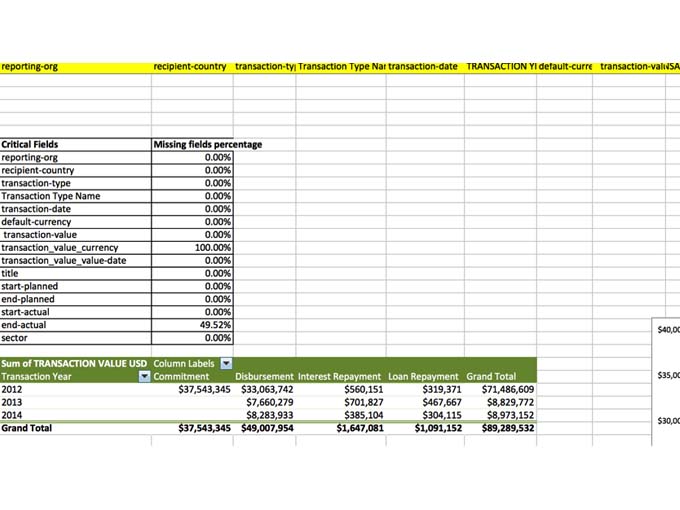 reporting-org recipient-country transaction-ty Transaction Type Na transaction-date TRANSACTION Y default-curre transaction-val
Critical Fields Missing fields percentage
reporting-org 0.00%
recipient-country 0.00%
transaction-type 0.00%
Transaction Type Name 0.00%
transaction-date 0.00%
default-currency 0.00%
transaction-value 0.00%
transaction_value_currency 100.00%
transaction_value_value-date 0.00%
title 0.00%
start-planned 0.00%
end-planned 0.00%
start-actual 0.00%
end-actual 49.52%
sector 0.00%
$40,00
Sum of TRANSACTION VALUE USD Column Labels
Transaction Year Commitment Disbursement Interest Repayment Loan Repayment Grand Total
$35,00
2012 $37,543,345 $33,063,742 $560,151 $319,371 $71,486,609
2013 $7,660,279 $701,827 $467,667 $8,829,772
2014 $8,283,933 $385,104 $304,115 $8,973,152
$30,00
Grand Total $37,543,345 $49,007,954 $1,647,081 $1,091,152 $89,289,532